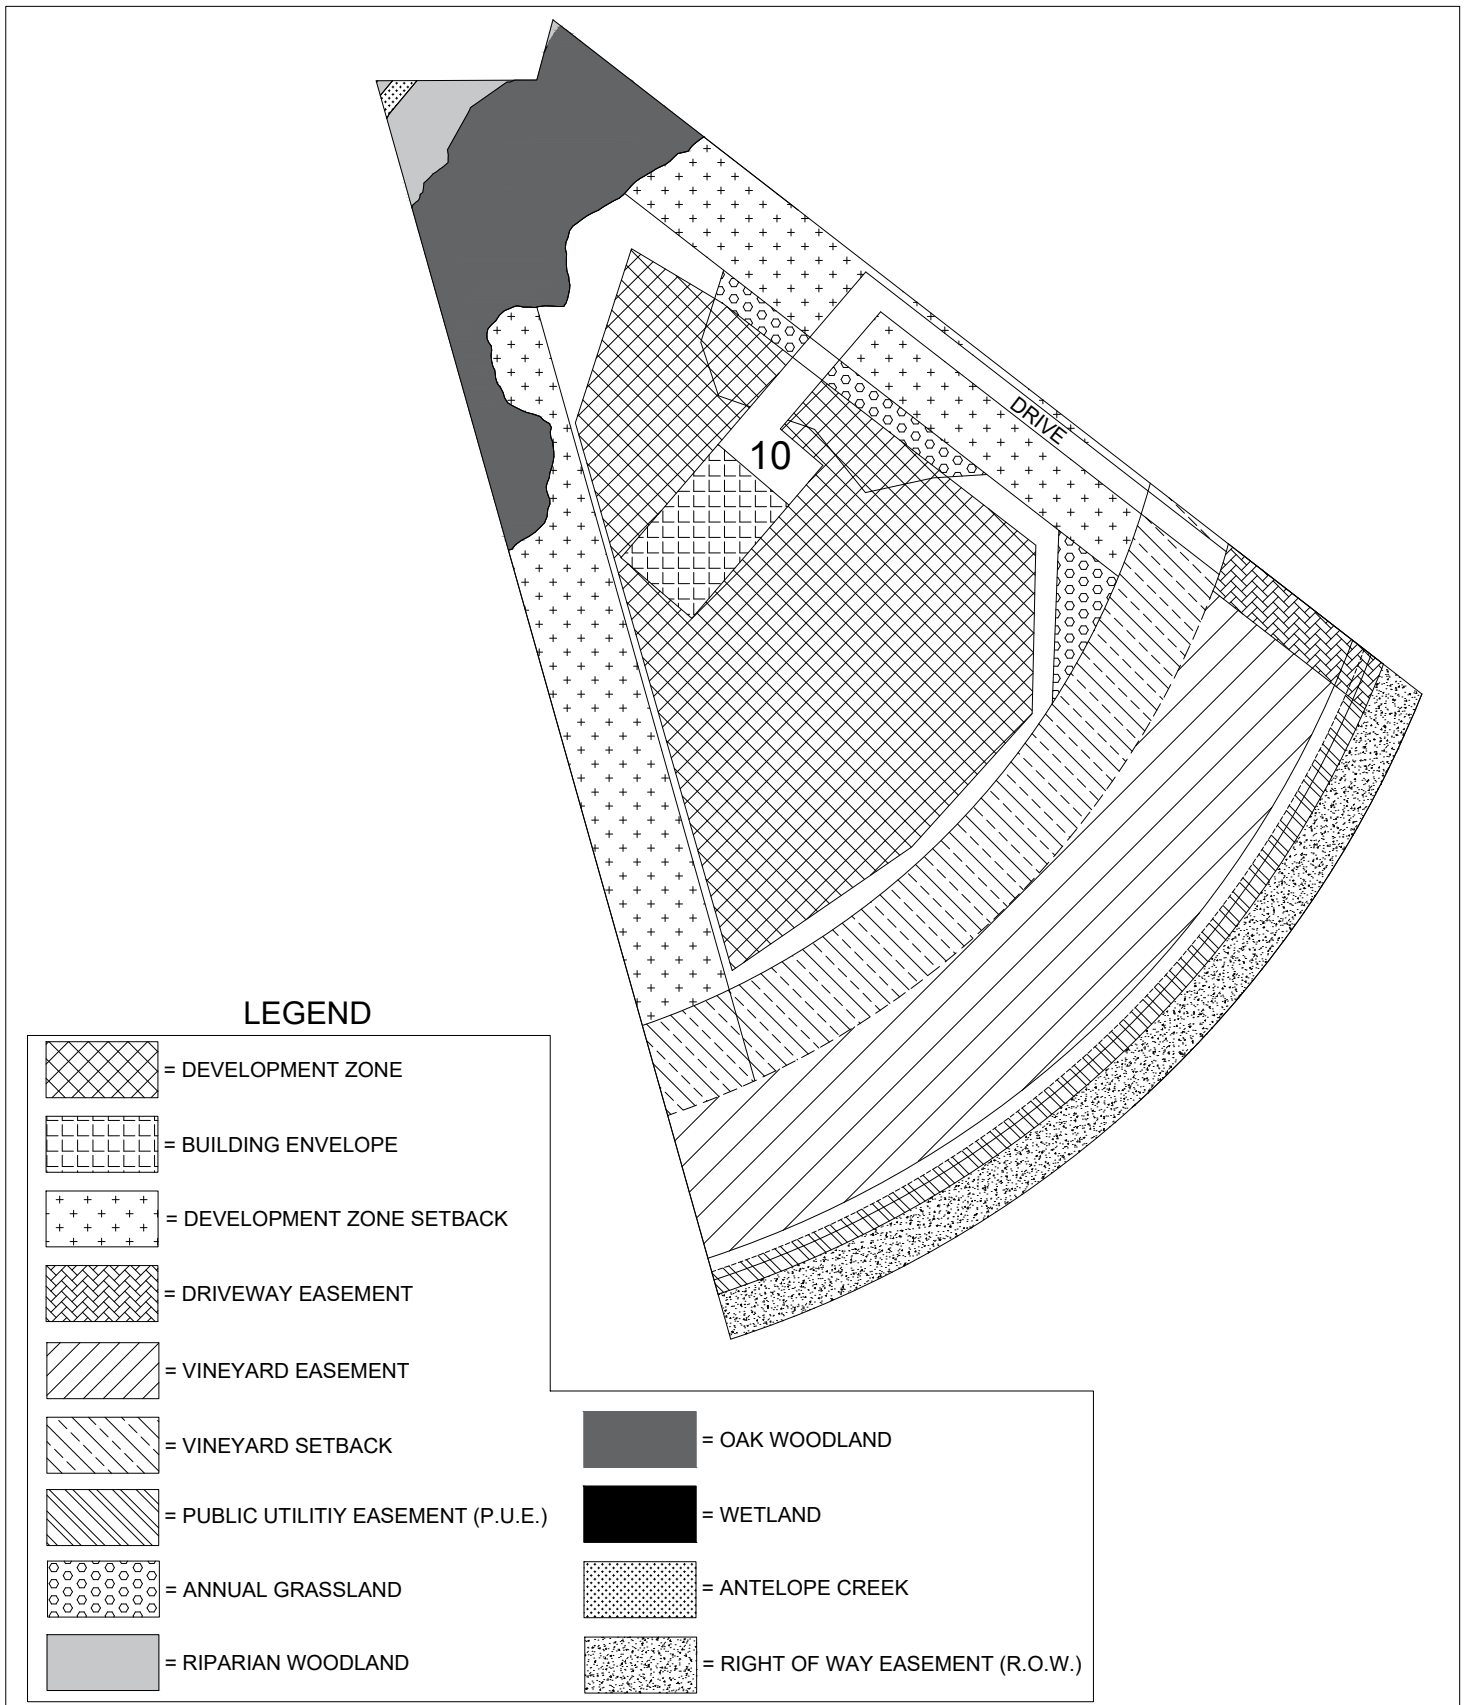 DRIVE
10
LEGEND
= DEVELOPMENT ZONE
= BUILDING ENVELOPE
= DEVELOPMENT ZONE SETBACK
= DRIVEWAY EASEMENT
= VINEYARD EASEMENT
= VINEYARD SETBACK
= PUBLIC UTILITIY EASEMENT (P.U.E.)
= ANNUAL GRASSLAND
= RIPARIAN WOODLAND
= OAK WOODLAND
= WETLAND
= ANTELOPE CREEK
= RIGHT OF WAY EASEMENT (R.O.W.)